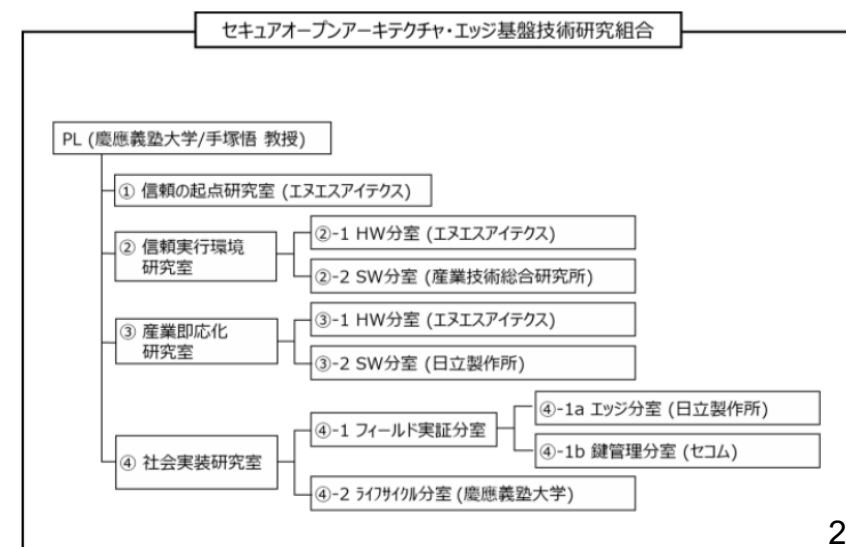 セキュアオープンアーキテクチャ・エッジ基盤技術研究組合
PL (慶應義塾大学/手塚悟 教授)
① 信頼の起点研究室 (エヌエスアイテクス)
② 信頼実行環境
研究室
②-1 HW分室 (エヌエスアイテクス)
②-2 SW分室 (産業技術総合研究所)
③ 産業即応化
研究室
③-1 HW分室 (エヌエスアイテクス)
③-2 SW分室 (日立製作所)
④ 社会実装研究室
④-1 フィールド実証分室
④-1a エッジ分室 (日立製作所)
④-1b 鍵管理分室 (セコム)
④-2 ライフサイクル分室 (慶應義塾大学)
2